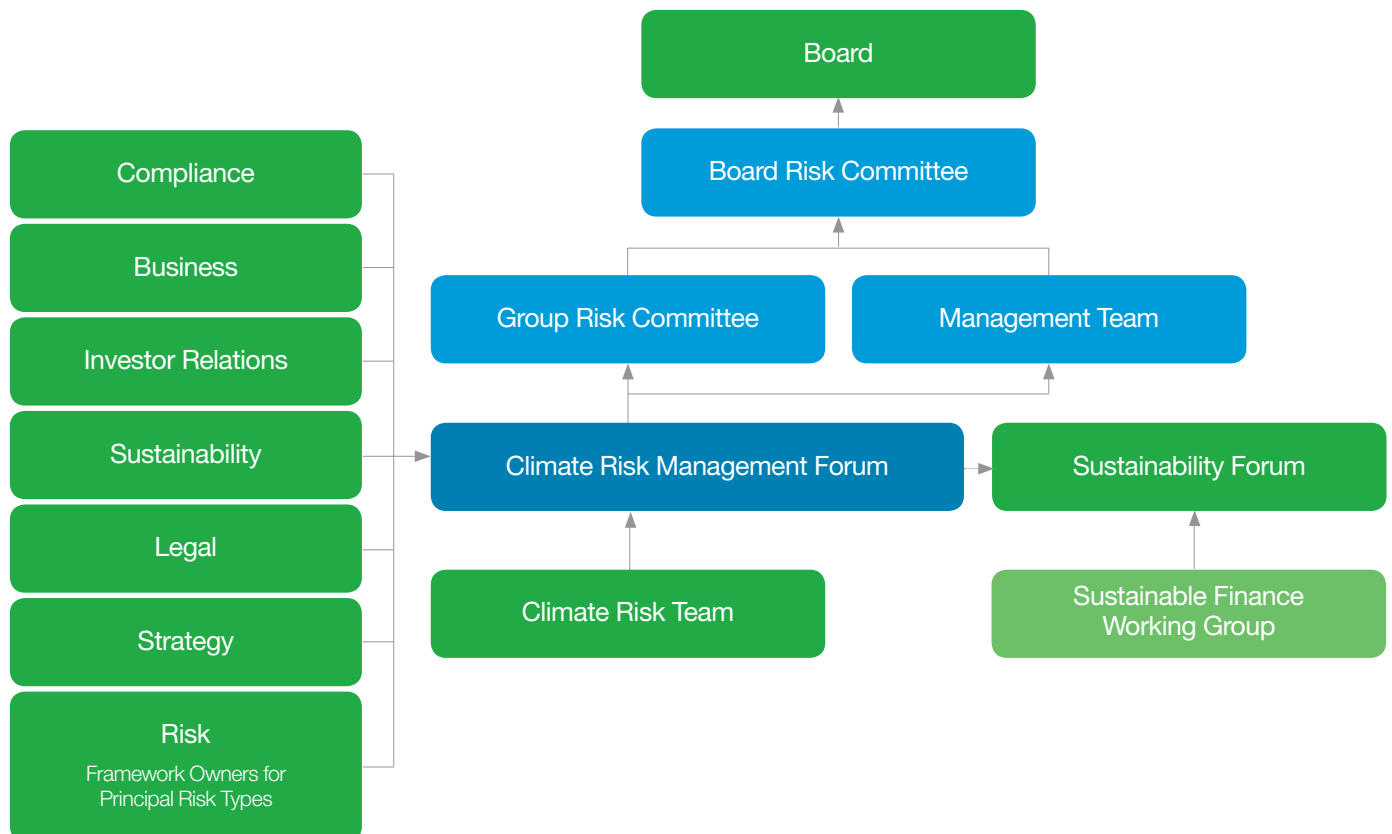 Board
Board Risk Committee
Group Risk Committee
Management Team
Compliance
Business
Investor Relations
Sustainability
Legal
Strategy
Risk
Framework Owners for
Principal Risk Types
Climate Risk Management Forum
Sustainability Forum
Climate Risk Team
Sustainable Finance
Working Group